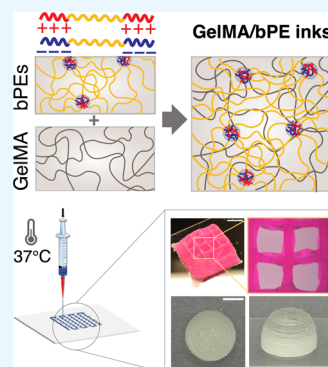 GelMA/bPE inks
+++ +++
bPEs
+
GelMA
37°C